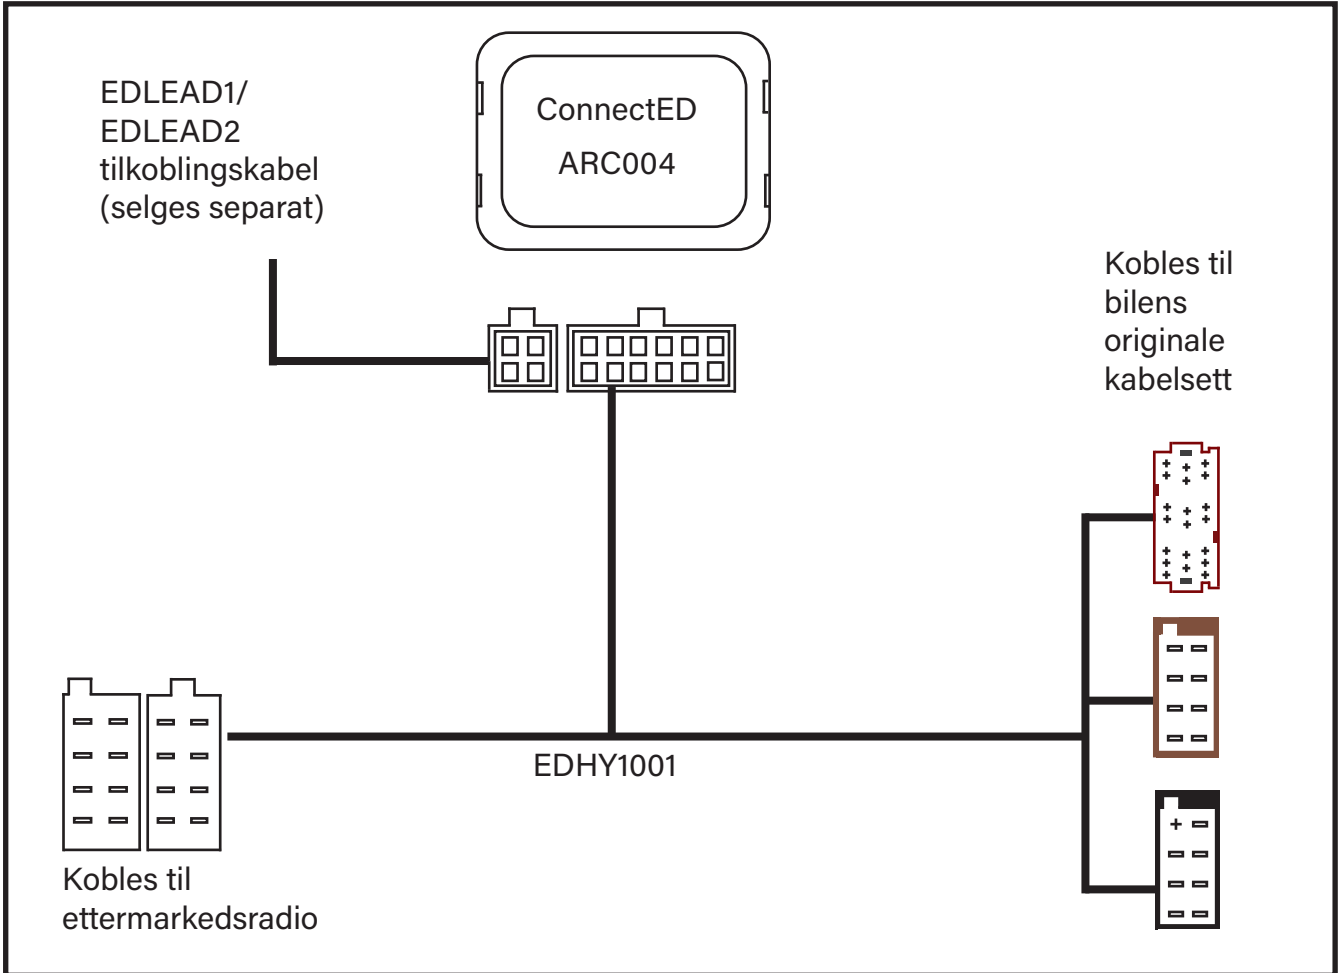 EDLEAD1/
EDLEAD2
tilkoblingskabel
(selges separat)
ConnectED
ARC004
Kobles til
bilens
originale
kabelsett
EDHY1001
Kobles til
ettermarkedsradio